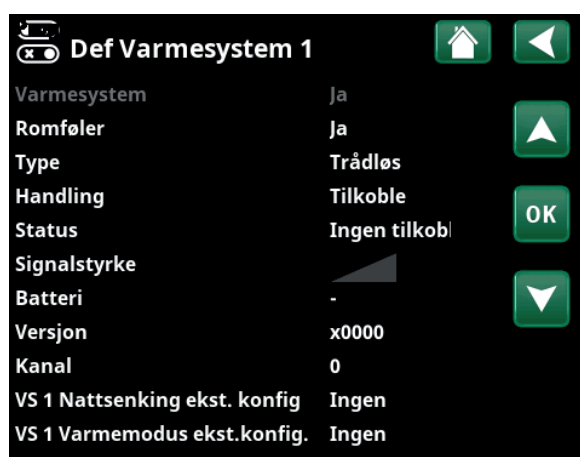 Def Varmesystem 1
Varmesystem Ja
Romføler Ja
Type Trådløs
Handling Tilkoble
Status Ingen tilkobl
OK
Signalstyrke
Batteri -
Versjon x0000
Kanal 0
VS 1 Nattsenking ekst. konfig Ingen
VS 1 Varmemodus ekst.konfig. Ingen